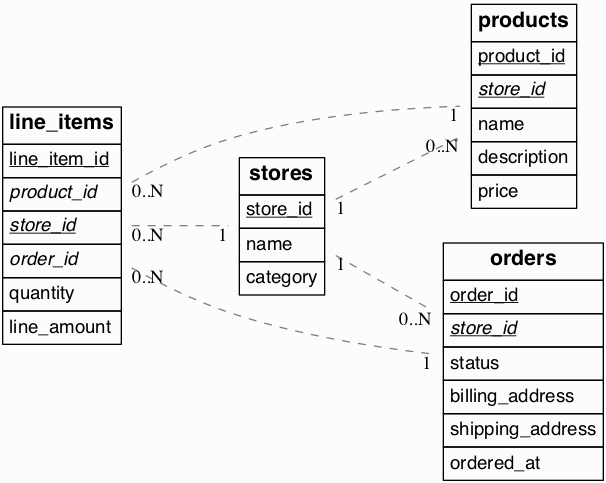 products
product_id
store_id
name
description
price
line_items
line_item_id
product_id
store_id
order_id
quantity
line_amount
stores
store_id
name
category
orders
order_id
store_id
status
billing_address
shipping_address
ordered_at
1
0..N
0..N
1
0..N
1
0..N
1
0..N
1